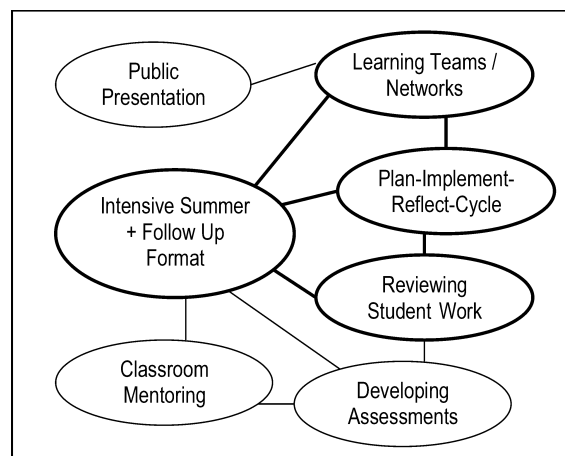 Public
Presentation
Learning Teams /
Networks
Plan-Implement-
Reflect-Cycle
Intensive Summer
+ Follow Up
Format
Reviewing
Student Work
Classroom
Mentoring
Developing
Assessments